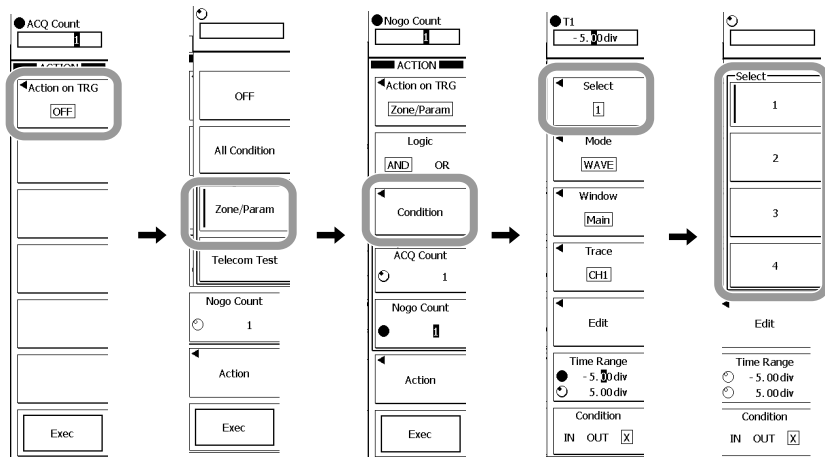 ACQ Count
1
ACTION
Action on TRG
OFF
Exec
OFF
All Condition
Zone/Param
Telecom Test
Nogo Count
1
Action
Exec
Nogo Count
1
ACTION
Action on TRG
Zone/Param
Logic
AND OR
Condition
ACQ Count
1
Nogo Count
1
Action
Exec
T1
-5.00div
Select
1
Mode
WAVE
Window
Main
Trace
CH1
Edit
Time Range
-5.00div
5.00div
Condition
IN OUT X
Select
1
2
3
4
Edit
Time Range
-5.00div
5.00div
Condition
IN OUT X